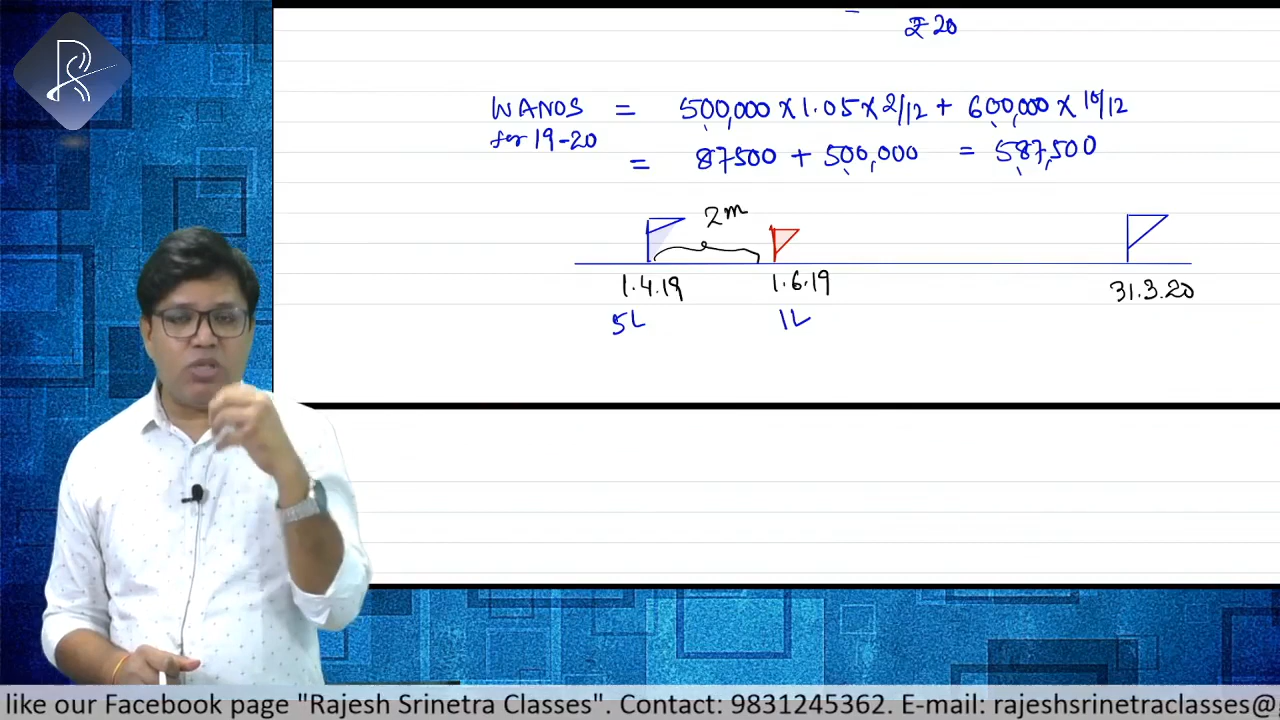 RS
= ₹20
WANOS = 500,000 × 1.05 × 2/12 + 600,000 × 10/12
for 19-20
= 87500 + 500,000 = 587,500
2m
1.4.19 1.6.19 31.3.20
5L 1L
like our Facebook page "Rajesh Srinetra Classes". Contact: 9831245362. E-mail: rajeshsrinetraclasses@